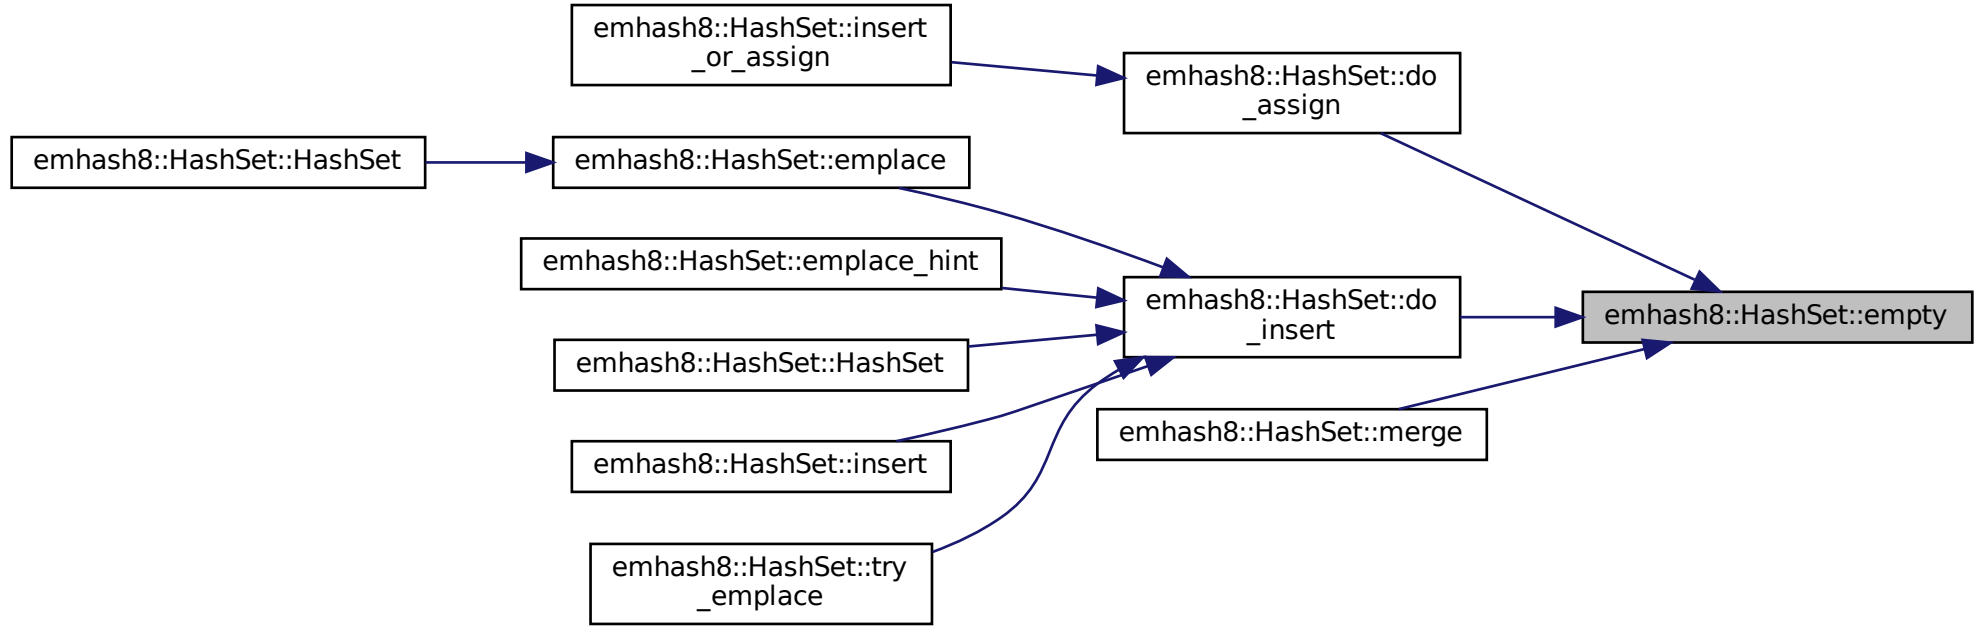 emhash8::HashSet::insert
_or_assign
emhash8::HashSet::do
_assign
emhash8::HashSet::HashSet
emhash8::HashSet::emplace
emhash8::HashSet::emplace_hint
emhash8::HashSet::do
_insert
emhash8::HashSet::empty
emhash8::HashSet::HashSet
emhash8::HashSet::merge
emhash8::HashSet::insert
emhash8::HashSet::try
_emplace